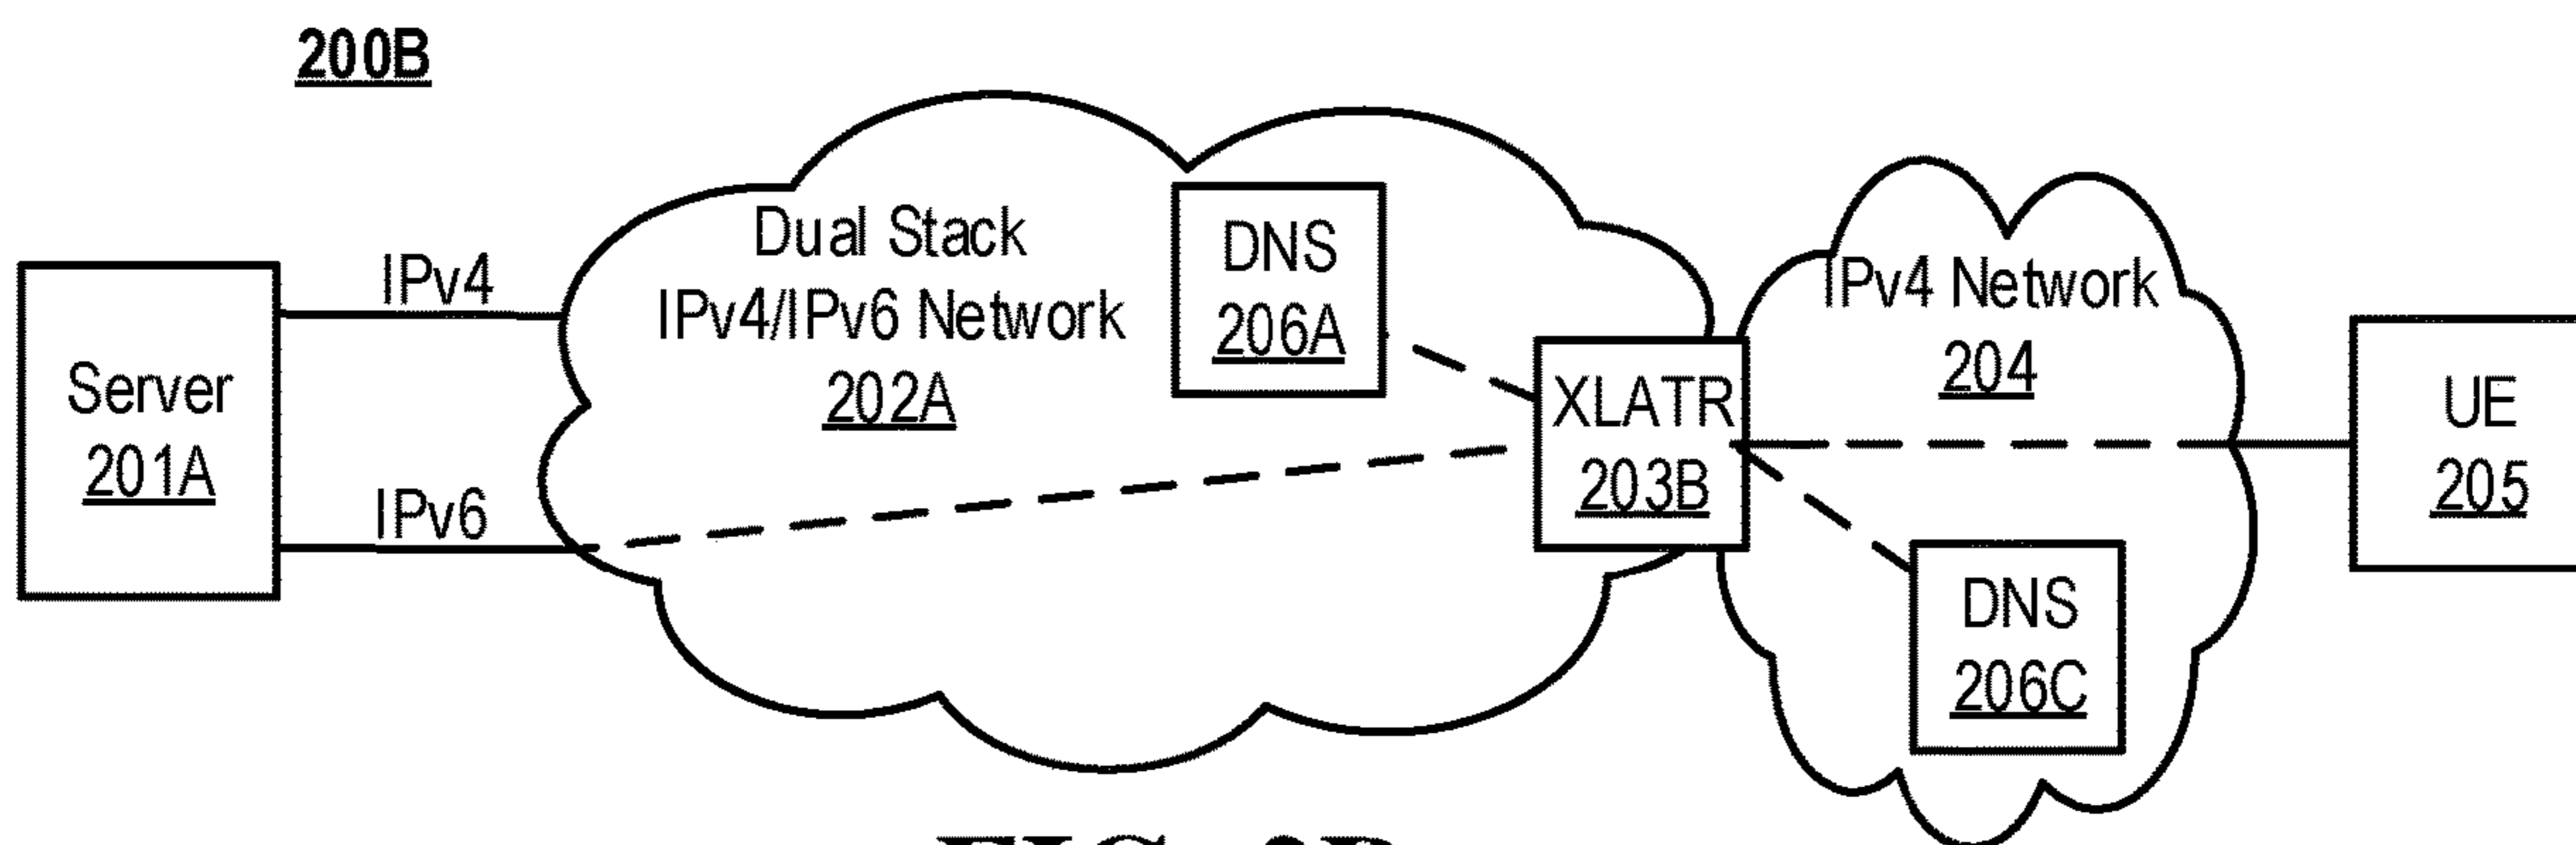 200B
Server
201A
IPv4
IPv6
Dual Stack
IPv4/IPv6 Network
202A
DNS
206A
XLATR
203B
IPv4 Network
204
DNS
206C
UE
205